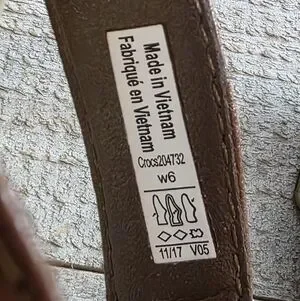 Made in Vietnam
Fabriqué en Vietnam
Crocs204732
w6
11/17 V05